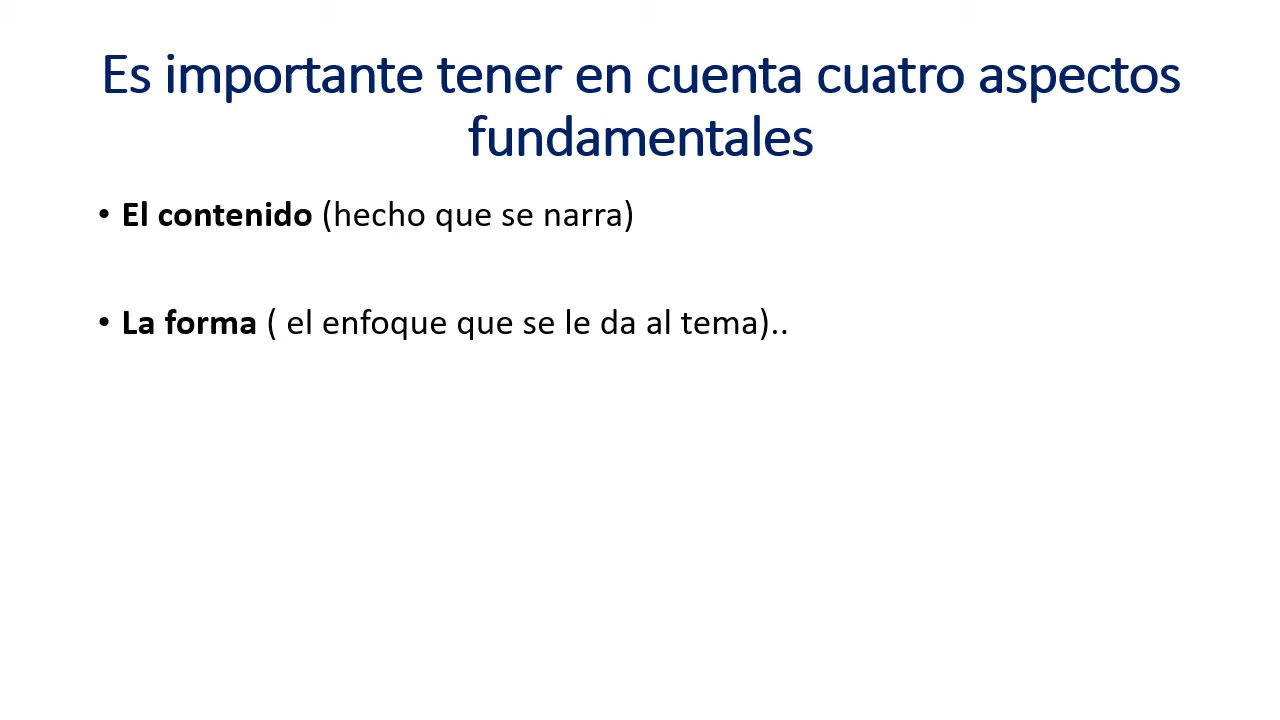 Es importante tener en cuenta cuatro aspectos
fundamentales
• El contenido (hecho que se narra)
• La forma ( el enfoque que se le da al tema)..